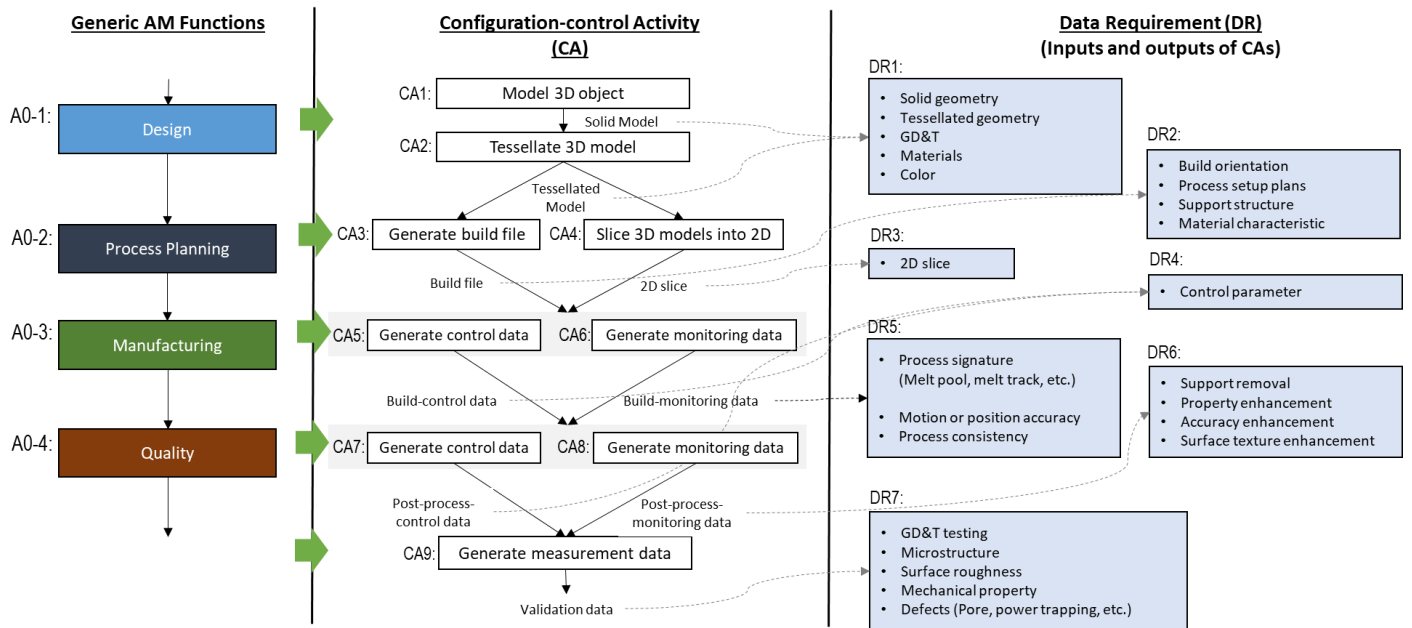 Generic AM Functions
A0-1:
Design
A0-2:
Process Planning
A0-3:
Manufacturing
A0-4:
Quality
Configuration-control Activity
(CA)
CA1:
Model 3D object
Solid Model
CA2:
Tessellate 3D model
Tessellated
Model
CA3:
Generate build file
CA4:
Slice 3D models into 2D
Build file
2D slice
CA5:
Generate control data
CA6:
Generate monitoring data
Build-control data
Build-monitoring data
CA7:
Generate control data
CA8:
Generate monitoring data
Post-process-
control data
Post-process-
monitoring data
CA9:
Generate measurement data
Validation data
Data Requirement (DR)
(Inputs and outputs of CAs)
DR1:
• Solid geometry
• Tessellated geometry
• GD&T
• Materials
• Color
DR2:
• Build orientation
• Process setup plans
• Support structure
• Material characteristic
DR3:
• 2D slice
DR4:
• Control parameter
DR5:
• Process signature
(Melt pool, melt track, etc.)
• Motion or position accuracy
• Process consistency
DR6:
• Support removal
• Property enhancement
• Accuracy enhancement
• Surface texture enhancement
DR7:
• GD&T testing
• Microstructure
• Surface roughness
• Mechanical property
• Defects (Pore, power trapping, etc.)